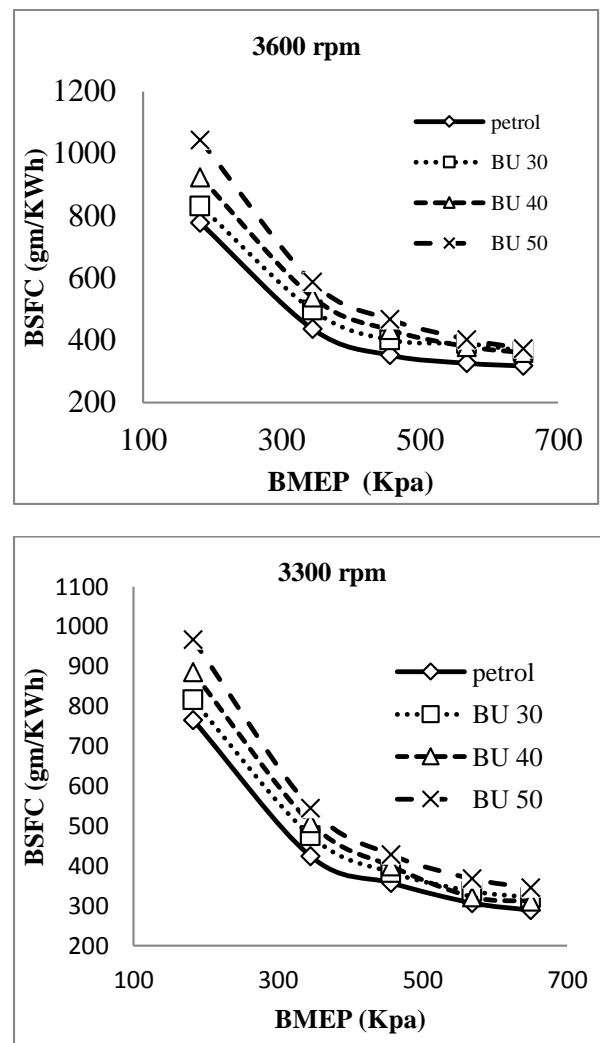 3600 rpm
1200
1000
800
600
400
200
100
300
500
700
BSFC (gm/KWh)
BMEP (Kpa)
petrol
BU 30
BU 40
BU 50
3300 rpm
1100
1000
900
800
700
600
500
400
300
200
100
300
500
700
BSFC (gm/KWh)
BMEP (Kpa)
petrol
BU 30
BU 40
BU 50